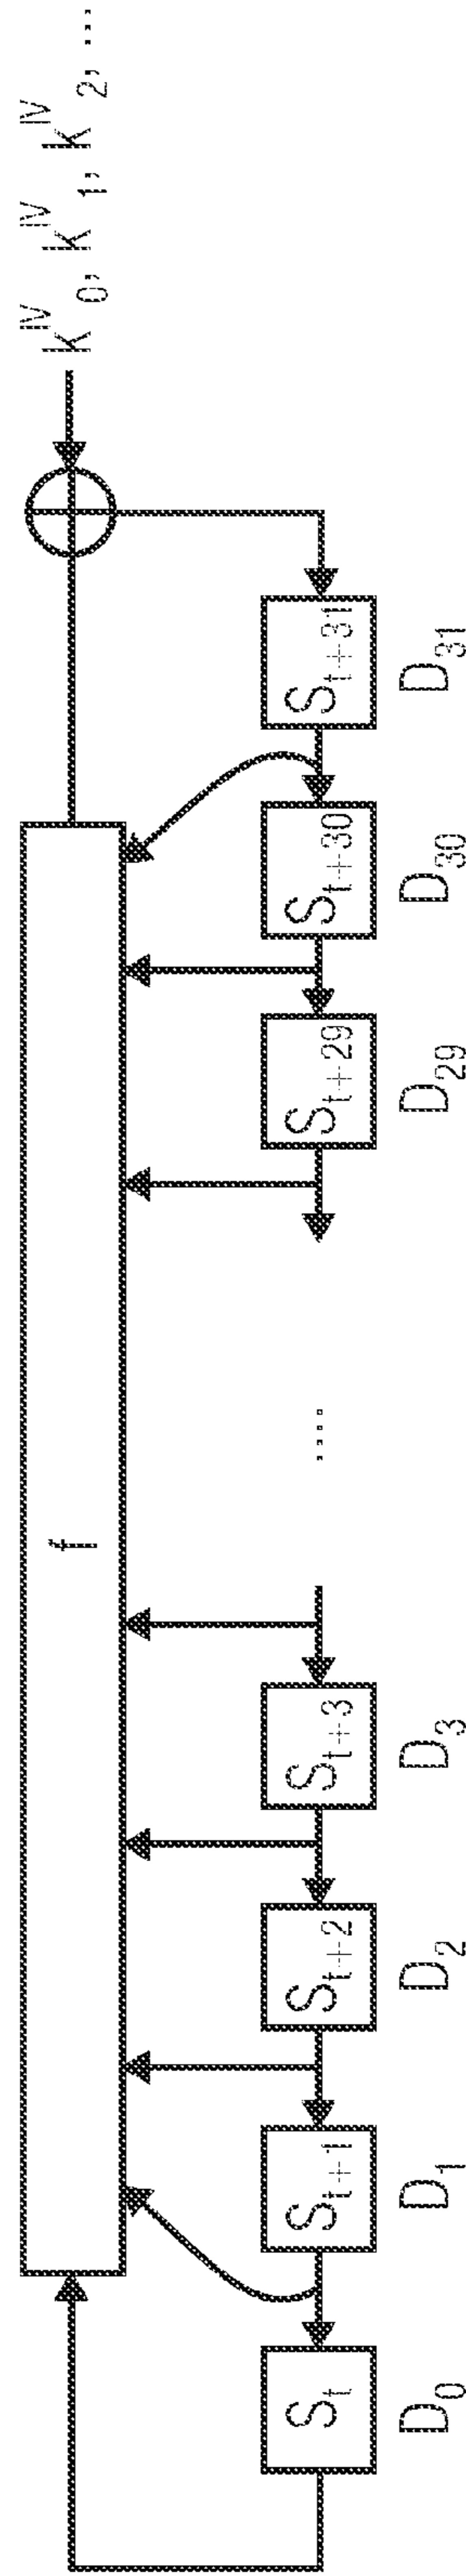 k^IV_0, k^IV_1, k^IV_2, ...
f
S_t S_t+1 S_t+2 S_t+3 .... S_t+29 S_t+30 S_t+31
D_0 D_1 D_2 D_3 D_29 D_30 D_31